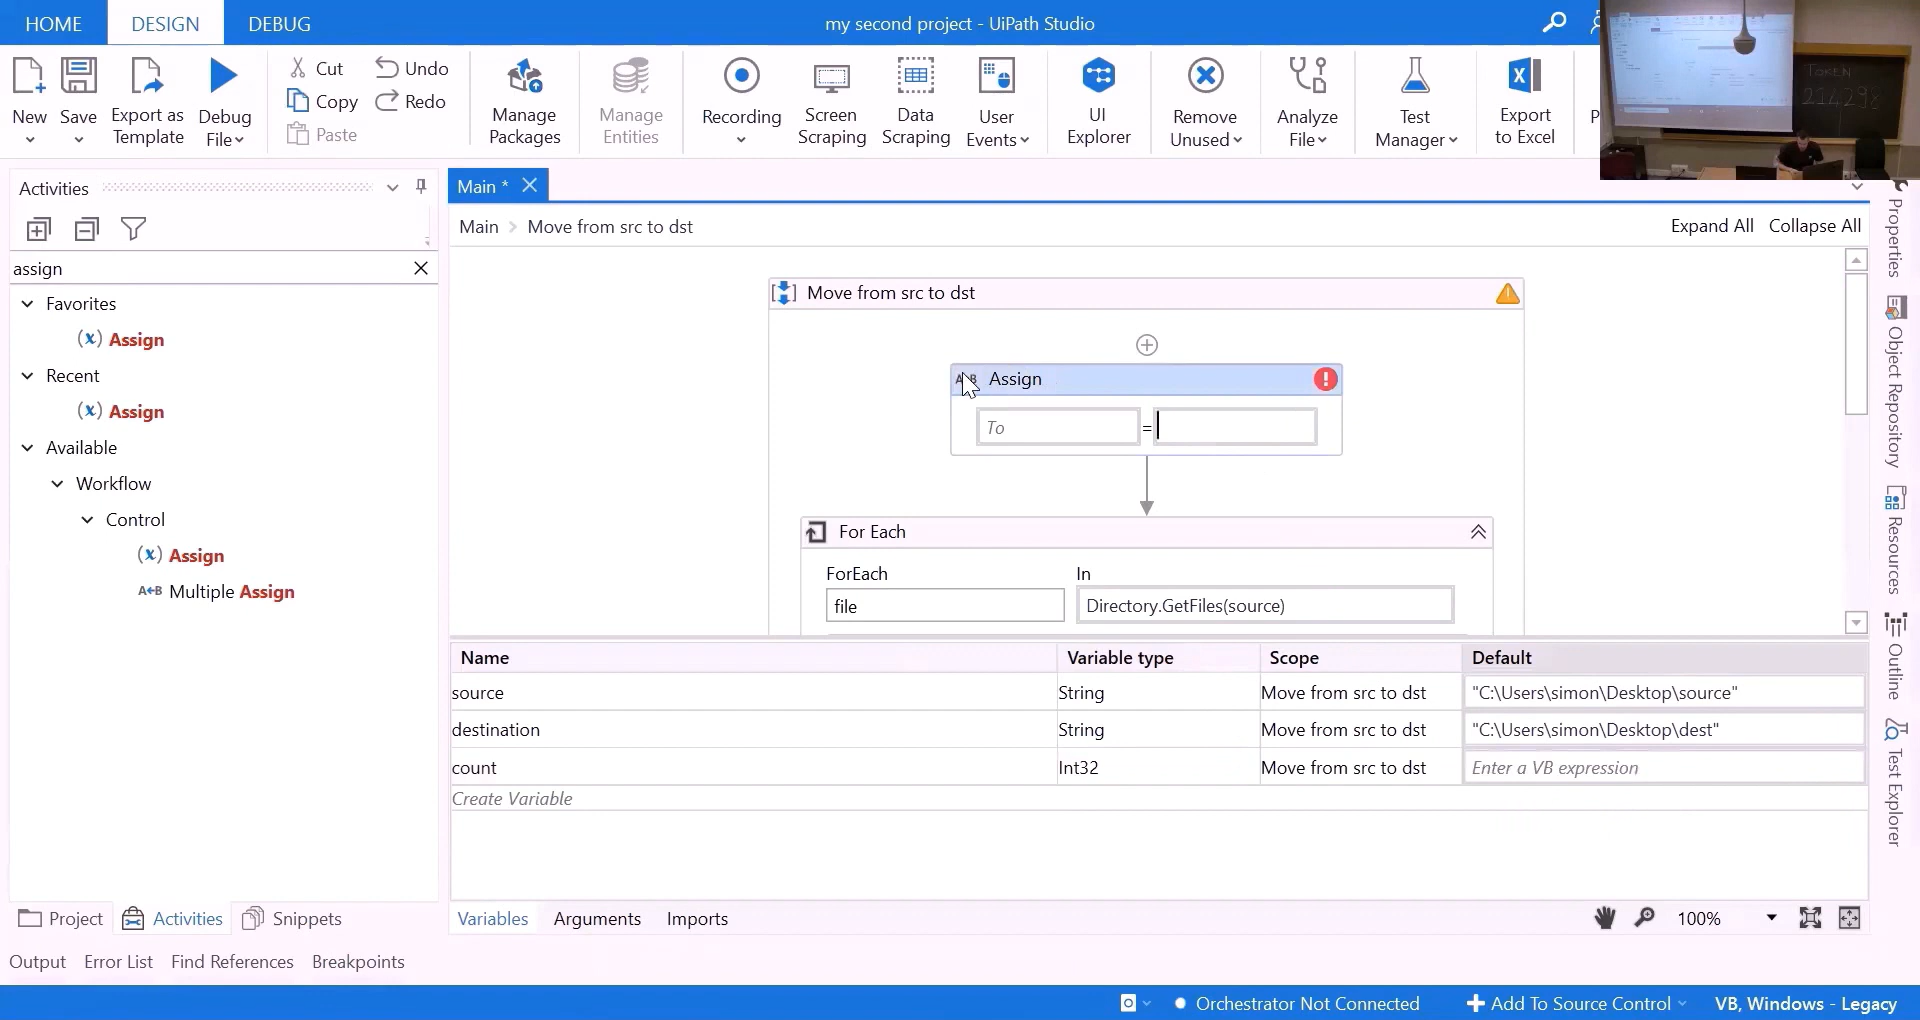 HOME DESIGN DEBUG my second project - UiPath Studio
New Save Export as Template Debug File Cut Copy Paste Undo Redo Manage Packages Manage Entities Recording Screen Scraping Data Scraping User Events UI Explorer Remove Unused Analyze File Test Manager Export to Excel P
TOKEN
214298
Activities
assign
Favorites
(x) Assign
Recent
(x) Assign
Available
Workflow
Control
(x) Assign
A←B Multiple Assign
Main *
Main > Move from src to dst Expand All Collapse All
Move from src to dst
Assign
To =
For Each
ForEach In
file Directory.GetFiles(source)
Name Variable type Scope Default
source String Move from src to dst "C:\Users\simon\Desktop\source"
destination String Move from src to dst "C:\Users\simon\Desktop\dest"
count Int32 Move from src to dst Enter a VB expression
Create Variable
Properties
Object Repository
Resources
Outline
Test Explorer
Project Activities Snippets Variables Arguments Imports 100%
Output Error List Find References Breakpoints
Orchestrator Not Connected Add To Source Control VB, Windows - Legacy